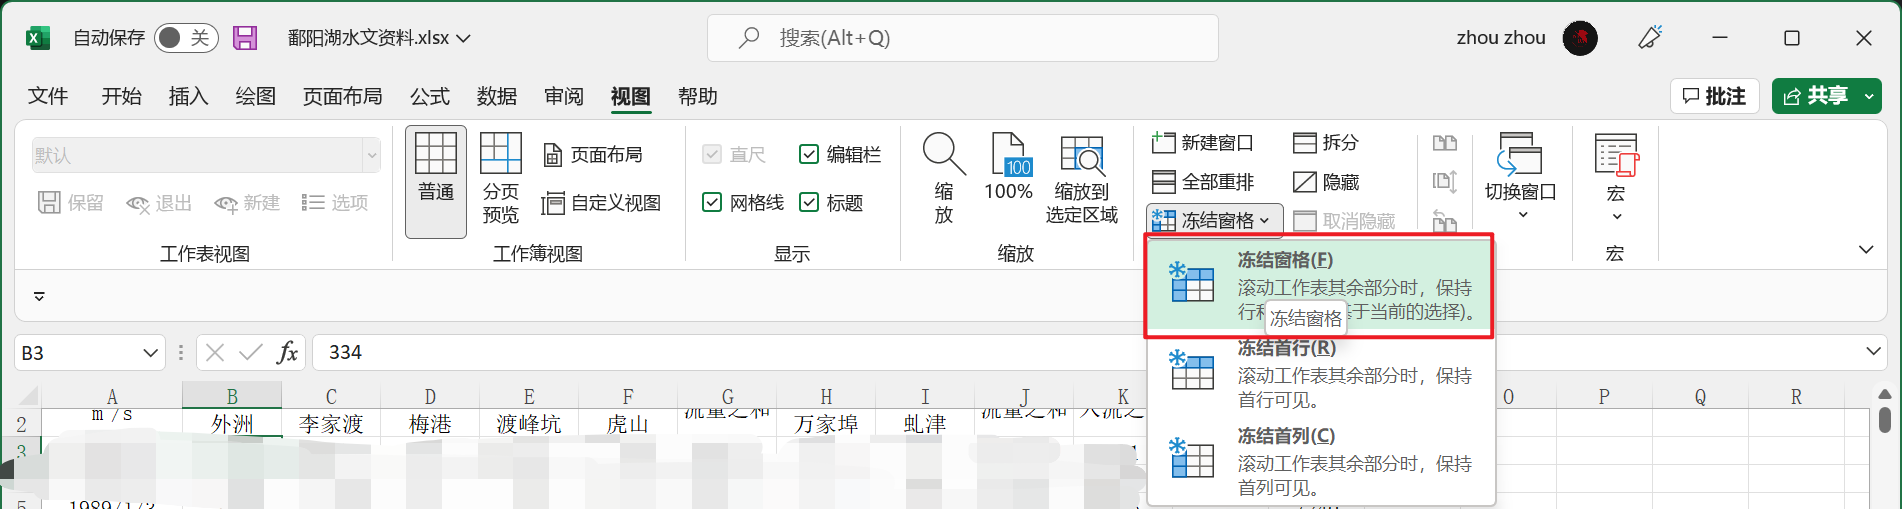 自动保存 关 鄱阳湖水文资料.xlsx 搜索(Alt+Q) zhou zhou
文件 开始 插入 绘图 页面布局 公式 数据 审阅 视图 帮助 批注 共享
默认
保留 退出 新建 选项
工作表视图
普通
分页
预览
页面布局
自定义视图
工作簿视图
直尺 编辑栏
网格线 标题
显示
缩
放
100%
缩放到
选定区域
缩放
新建窗口
全部重排
冻结窗格
拆分
隐藏
取消隐藏
切换窗口
宏
宏
冻结窗格(F)
滚动工作表其余部分时，保持
基于当前的选择)。
冻结窗格
冻结首行(R)
滚动工作表其余部分时，保持
首行可见。
冻结首列(C)
滚动工作表其余部分时，保持
首列可见。
B3 fx 334
A B C D E F G H I J K O P Q R
2 m /s 外洲 李家渡 梅港 渡峰坑 虎山 流量之和 万家埠 虬津 流量之和
3
5 1989/1/3